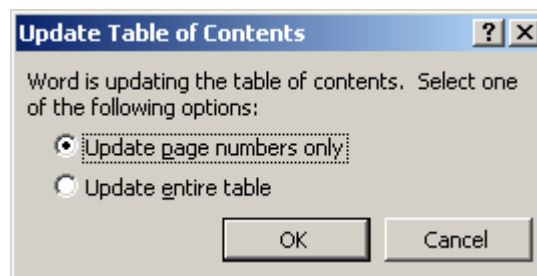 Update Table of Contents
Word is updating the table of contents. Select one
of the following options:
Update page numbers only
Update entire table
OK Cancel